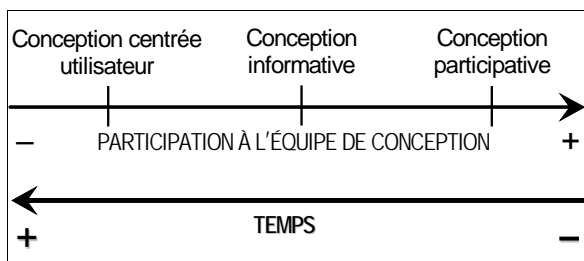 Conception centrée utilisateur
Conception informative
Conception participative
– PARTICIPATION À L'ÉQUIPE DE CONCEPTION +
TEMPS
+ –